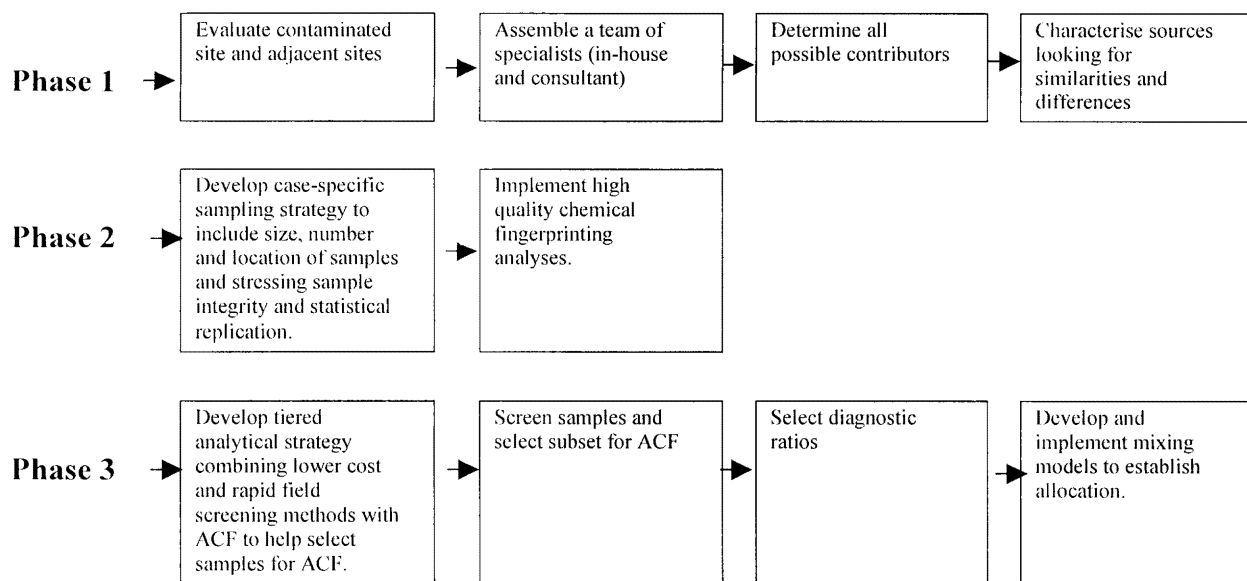 Phase 1
Evaluate contaminated
site and adjacent sites
Assemble a team of
specialists (in-house
and consultant)
Determine all
possible contributors
Characterise sources
looking for
similarities and
differences
Phase 2
Develop case-specific
sampling strategy to
include size, number
and location of samples
and stressing sample
integrity and statistical
replication.
Implement high
quality chemical
fingerprinting
analyses.
Phase 3
Develop tiered
analytical strategy
combining lower cost
and rapid field
screening methods with
ACF to help select
samples for ACF.
Screen samples and
select subset for ACF
Select diagnostic
ratios
Develop and
implement mixing
models to establish
allocation.